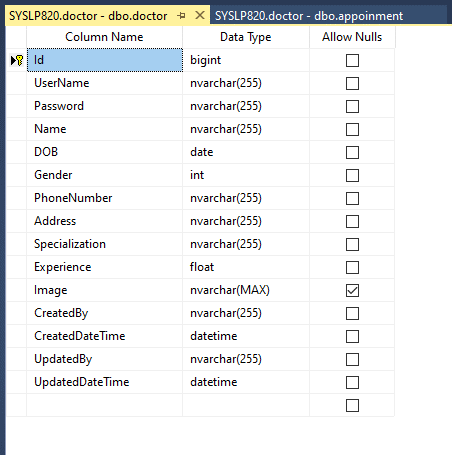 SYSLP820.doctor - dbo.doctor SYSLP820.doctor - dbo.appoinment
Column Name Data Type Allow Nulls
Id bigint
UserName nvarchar(255)
Password nvarchar(255)
Name nvarchar(255)
DOB date
Gender int
PhoneNumber nvarchar(255)
Address nvarchar(255)
Specialization nvarchar(255)
Experience float
Image nvarchar(MAX)
CreatedBy nvarchar(255)
CreatedDateTime datetime
UpdatedBy nvarchar(255)
UpdatedDateTime datetime